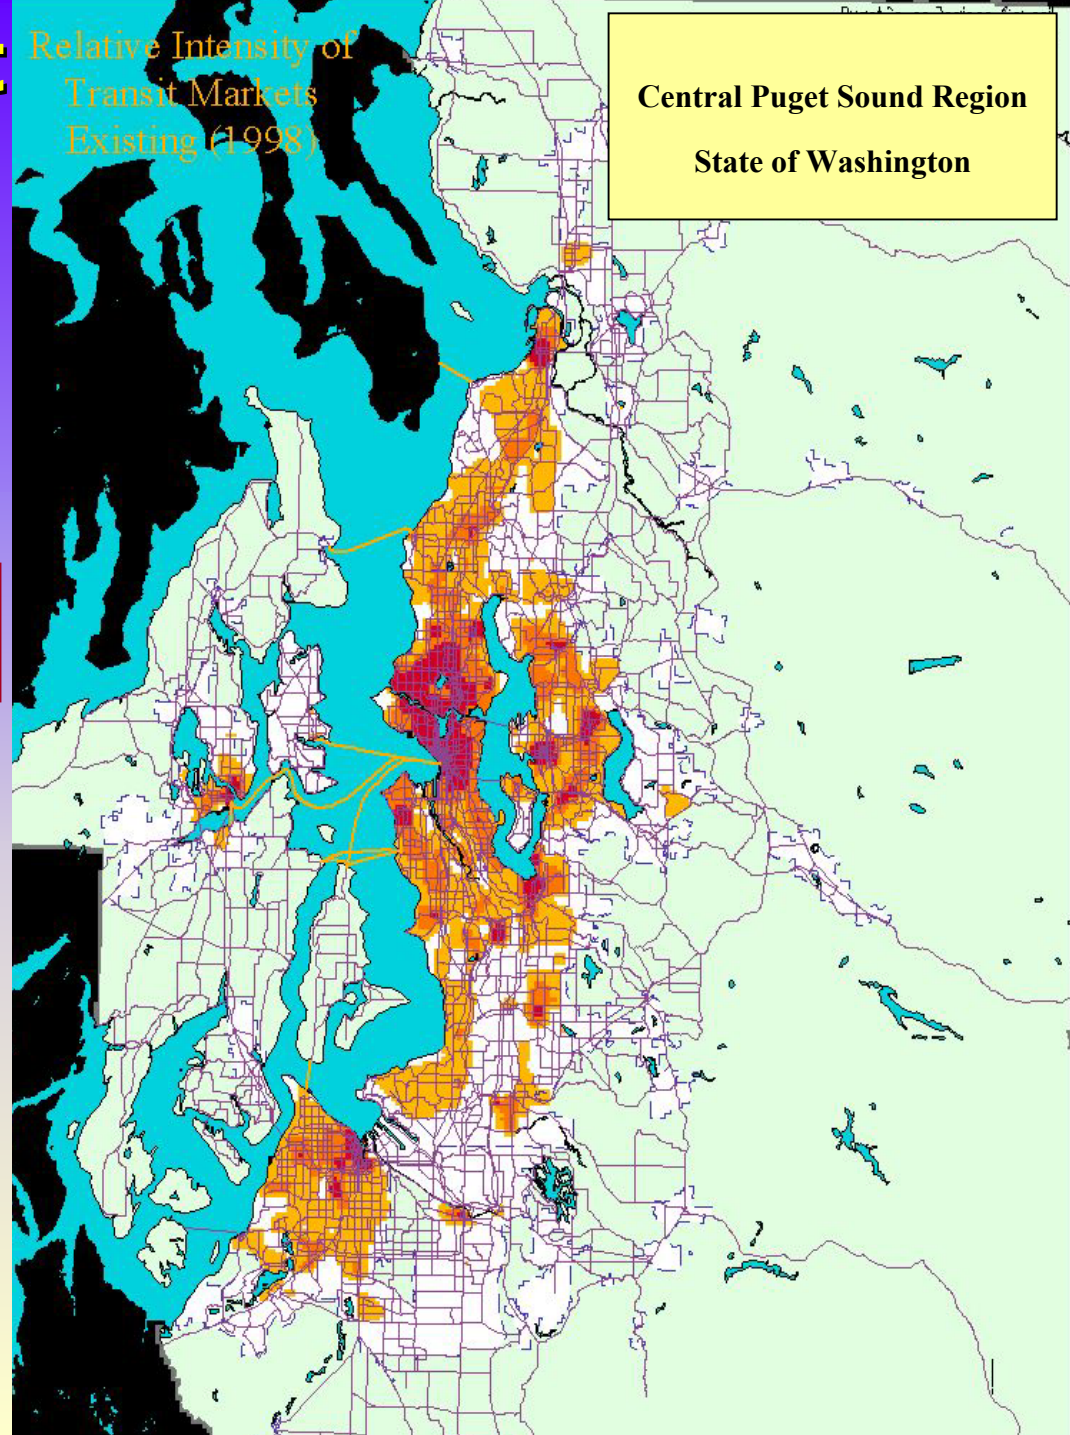 Relative Intensity of
Transit Markets
Existing (1998)
Central Puget Sound Region
State of Washington